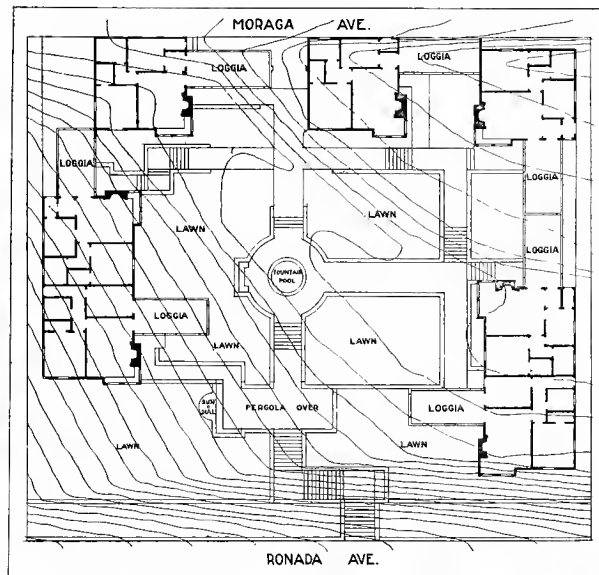 MORAGA AVE.
LOGGIA
LOGGIA
LOGGIA
LOGGIA
LAWN
LAWN
LOGGIA
FOUNTAIN
POOL
LOGGIA
LAWN
LAWN
SUN
DIAL
PERGOLA OVER
LOGGIA
LAWN
LAWN
RONADA AVE.